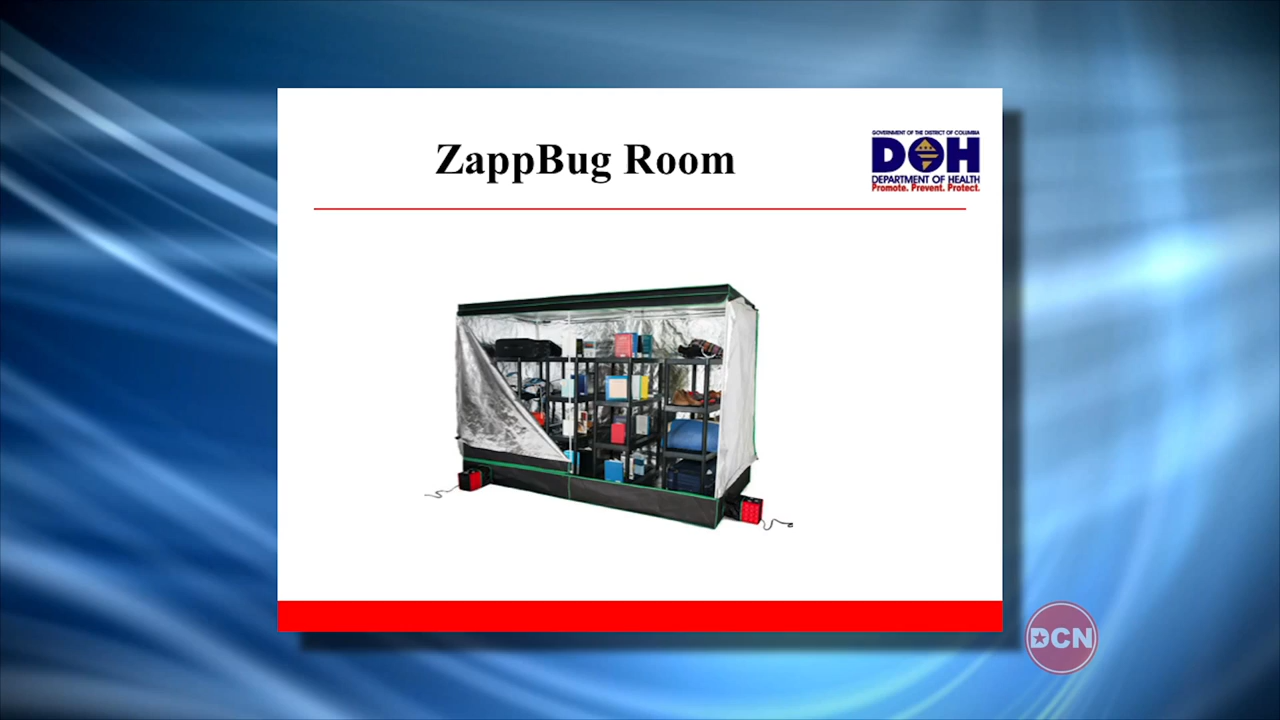 ZappBug Room
GOVERNMENT OF THE DISTRICT OF COLUMBIA
DOH
DEPARTMENT OF HEALTH
Promote. Prevent. Protect.
DCN